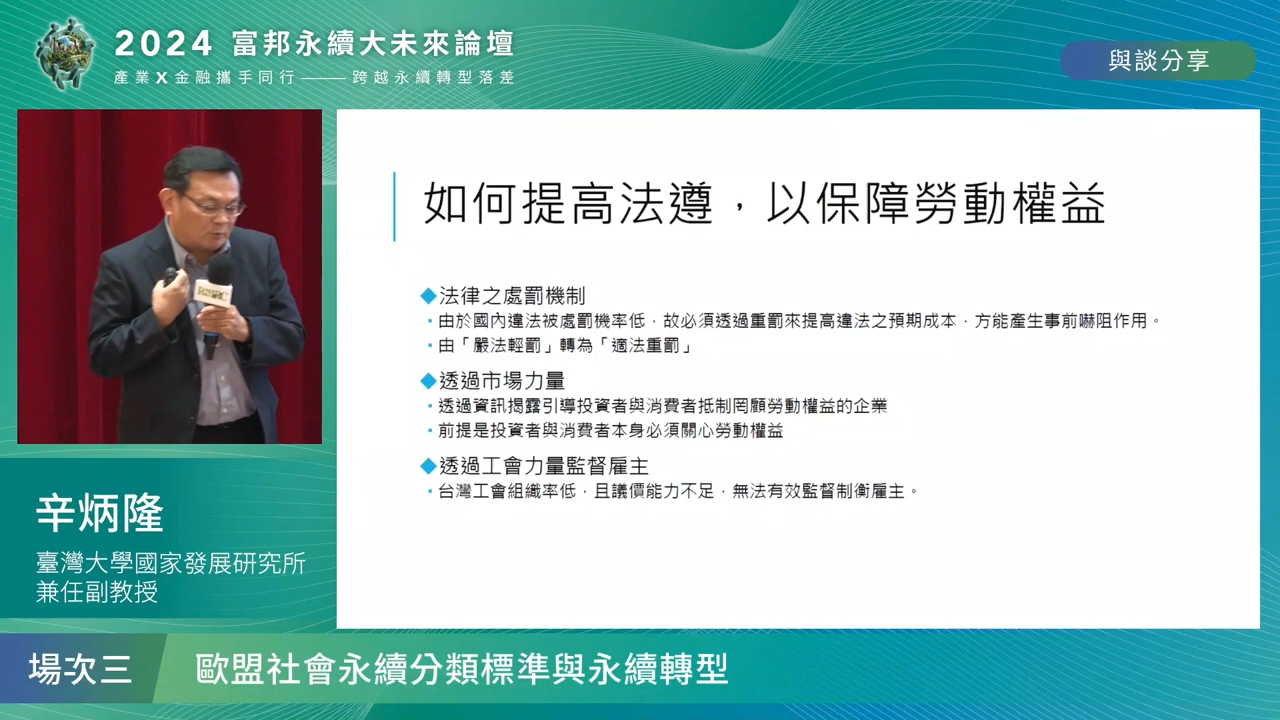 2024 富邦永續大未來論壇
產業X金融攜手同行——跨越永續轉型落差
與談分享
如何提高法遵，以保障勞動權益
◆法律之處罰機制
▪由於國內違法被處罰機率低，故必須透過重罰來提高違法之預期成本，方能產生事前嚇阻作用。
▪由「嚴法輕罰」轉為「適法重罰」
◆透過市場力量
▪透過資訊揭露引導投資者與消費者抵制罔顧勞動權益的企業
▪前提是投資者與消費者本身必須關心勞動權益
◆透過工會力量監督雇主
▪台灣工會組織率低，且議價能力不足，無法有效監督制衡雇主。
辛炳隆
臺灣大學國家發展研究所
兼任副教授
場次三
歐盟社會永續分類標準與永續轉型